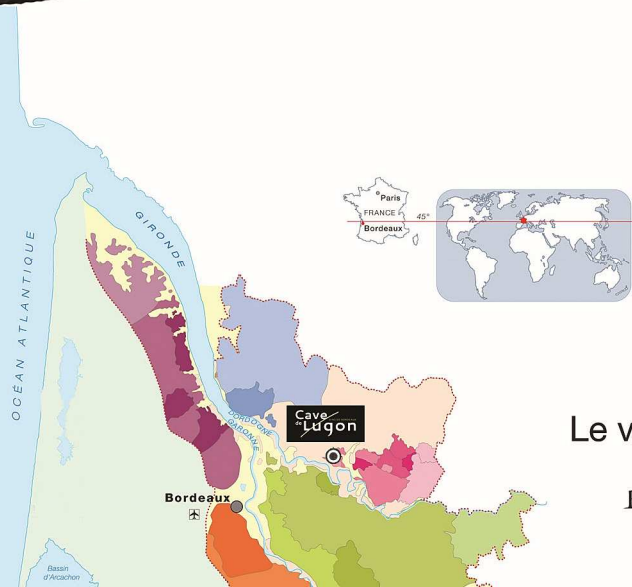 OCÉAN ATLANTIQUE
GIRONDE
Paris
FRANCE
45°
Bordeaux
DORDOGNE
GARONNE
Cave
de Lugon
Le v
Bordeaux
Bassin
d'Arcachon